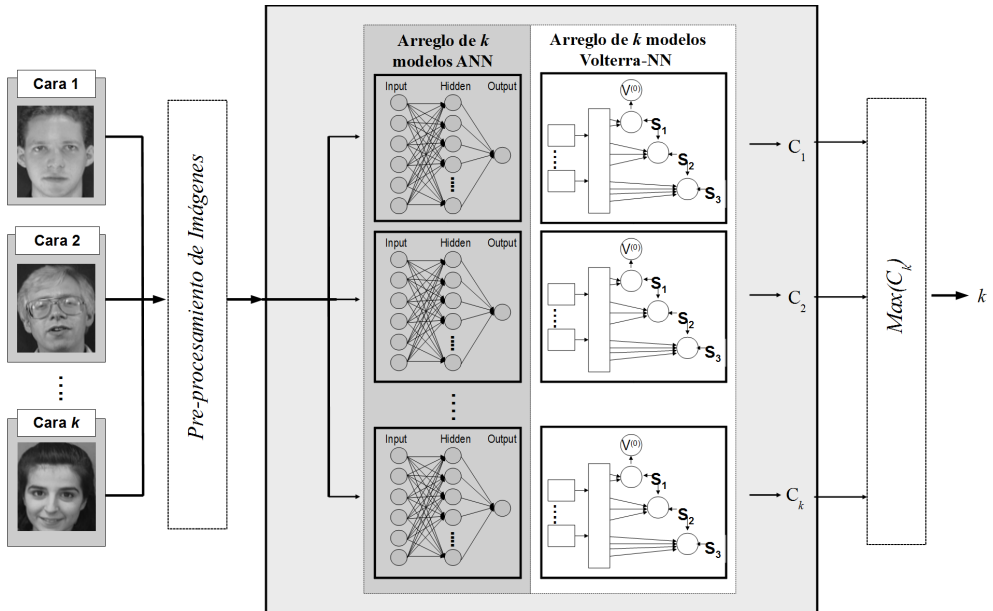 Cara 1
Cara 2
Cara k
Pre-procesamiento de Imágenes
Arreglo de k
modelos ANN
Input Hidden Output
Input Hidden Output
Input Hidden Output
Arreglo de k modelos
Volterra-NN
V(0)
S1
S2
S3
V(0)
S1
S2
S3
V(0)
S1
S2
S3
C1
C2
Ck
Max(Ck)
k